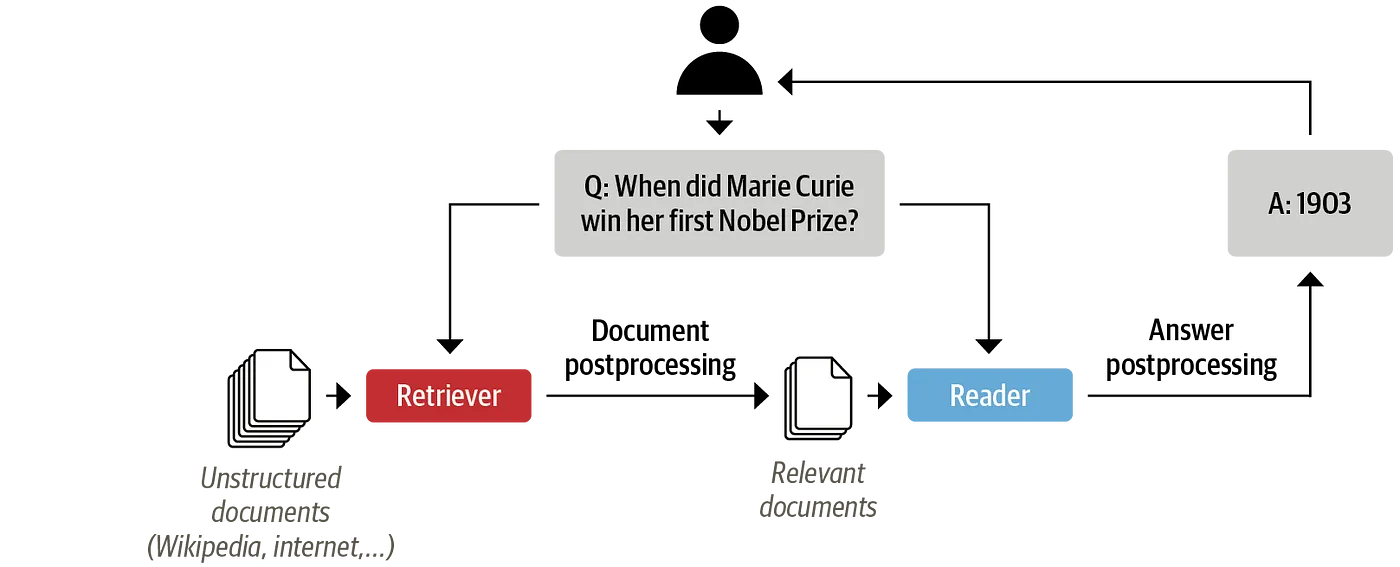 Q: When did Marie Curie
win her first Nobel Prize?
A: 1903
Document
postprocessing
Answer
postprocessing
Retriever
Reader
Unstructured
documents
(Wikipedia, internet,...)
Relevant
documents